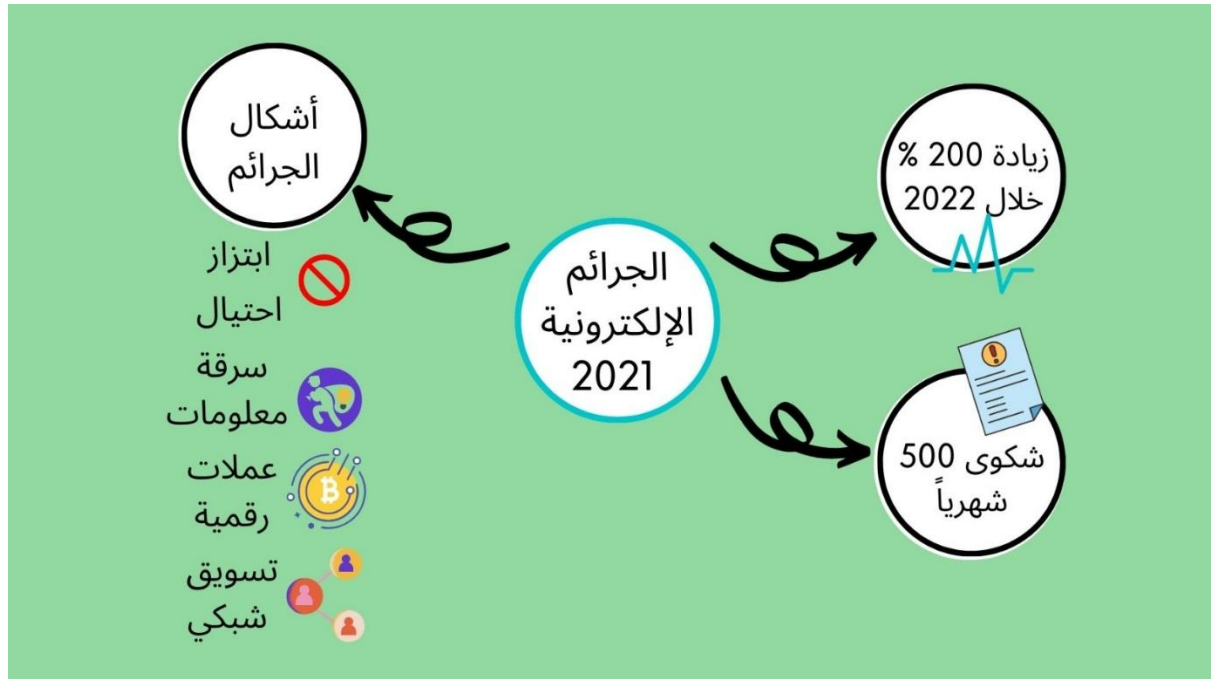 أشكال
الجرائم
ابتزاز
احتيال
سرقة
معلومات
عملات
رقمية
تسويق
شبكي
الجرائم
الإلكترونية
2021
زيادة 200 %
خلال 2022
500 شكوى
شهرياً